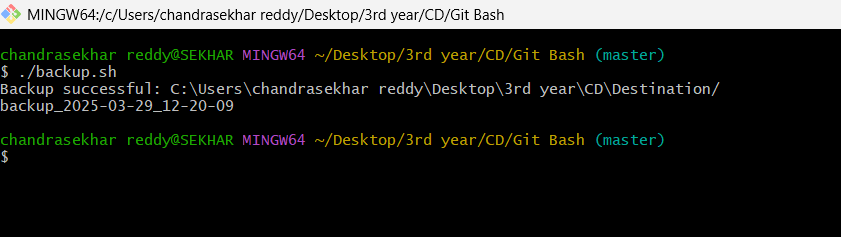 MINGW64:/c/Users/chandrasekhar reddy/Desktop/3rd year/CD/Git Bash
chandrasekhar reddy@SEKHAR MINGW64 ~/Desktop/3rd year/CD/Git Bash (master)
$ ./backup.sh
Backup successful: C:\Users\chandrasekhar reddy\Desktop\3rd year\CD\Destination/
backup_2025-03-29_12-20-09
chandrasekhar reddy@SEKHAR MINGW64 ~/Desktop/3rd year/CD/Git Bash (master)
$